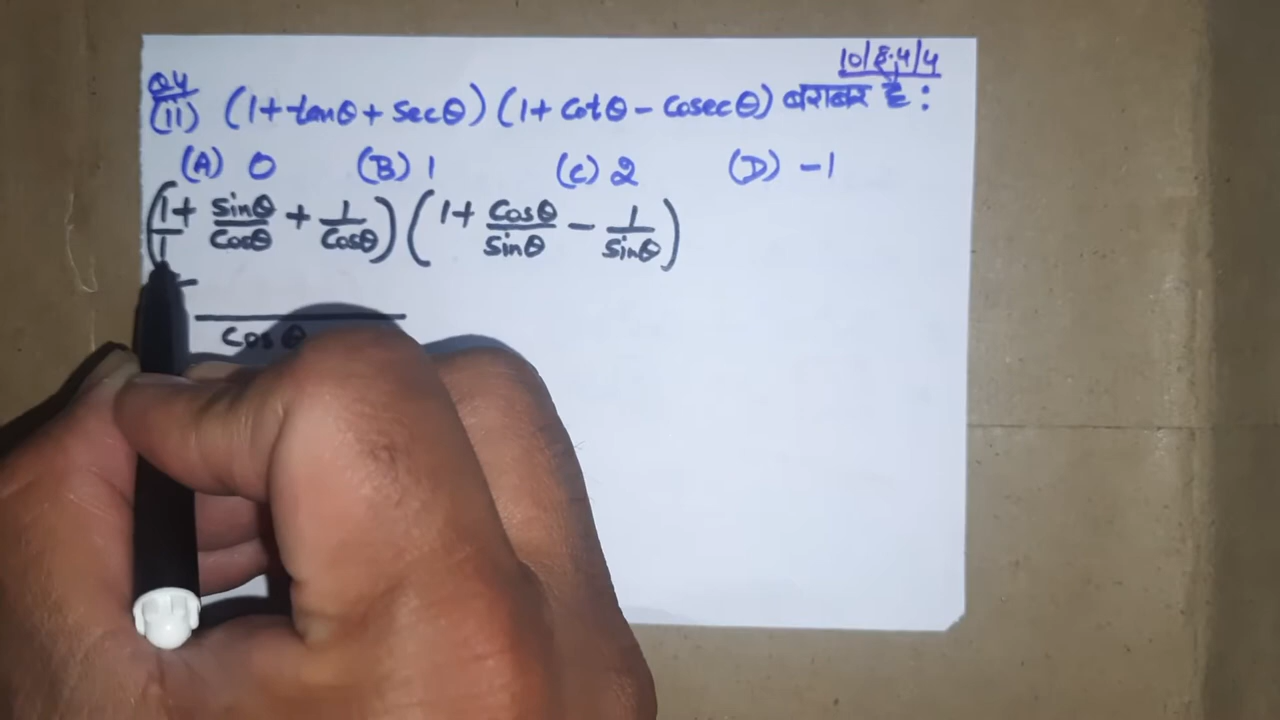 10/8.4/4
Q4
(11) (1+tanθ+secθ)(1+cotθ-cosecθ) बराबर है:
(A) 0 (B) 1 (C) 2 (D) -1
(1/1 + sinθ/cosθ + 1/cosθ)(1+ cosθ/sinθ - 1/sinθ)
cosθ